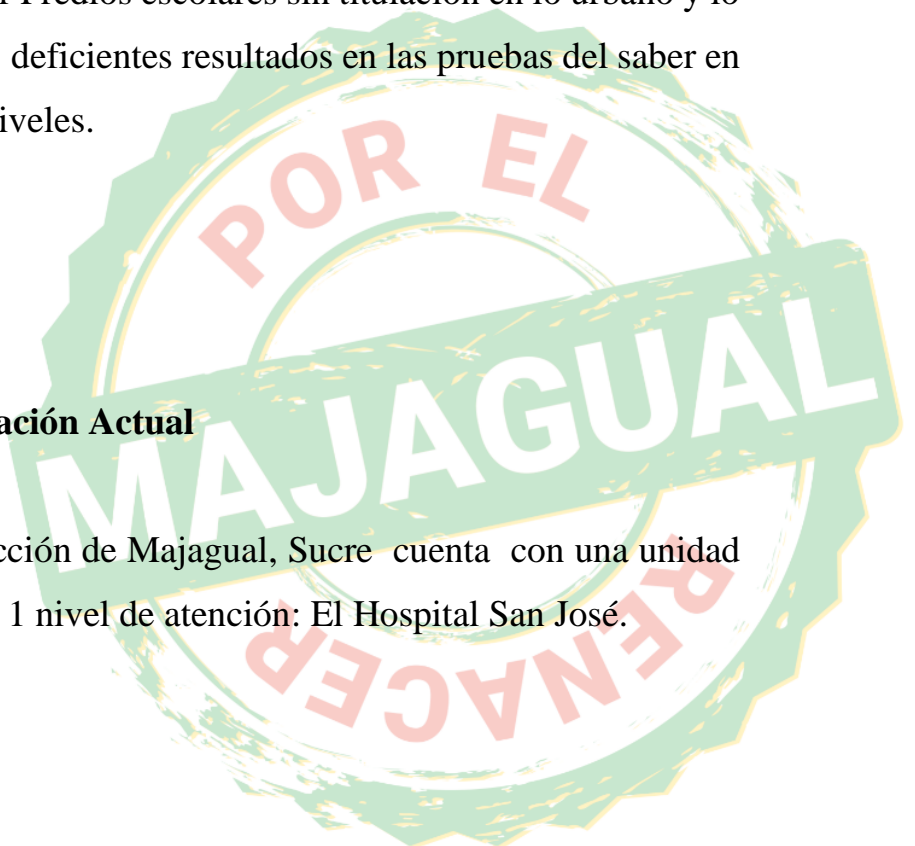 Predios escolares sin titulación en lo urbano y lo
deficientes resultados en las pruebas del saber en
iveles.
POR EL
MAJAGUAL
RENACER
ación Actual
cción de Majagual, Sucre cuenta con una unidad
1 nivel de atención: El Hospital San José.